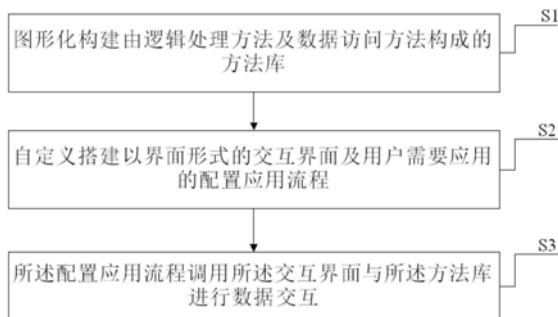 S1
图形化构建由逻辑处理方法及数据访问方法构成的
方法库
S2
自定义搭建以界面形式的交互界面及用户需要应用
的配置应用流程
S3
所述配置应用流程调用所述交互界面与所述方法库
进行数据交互